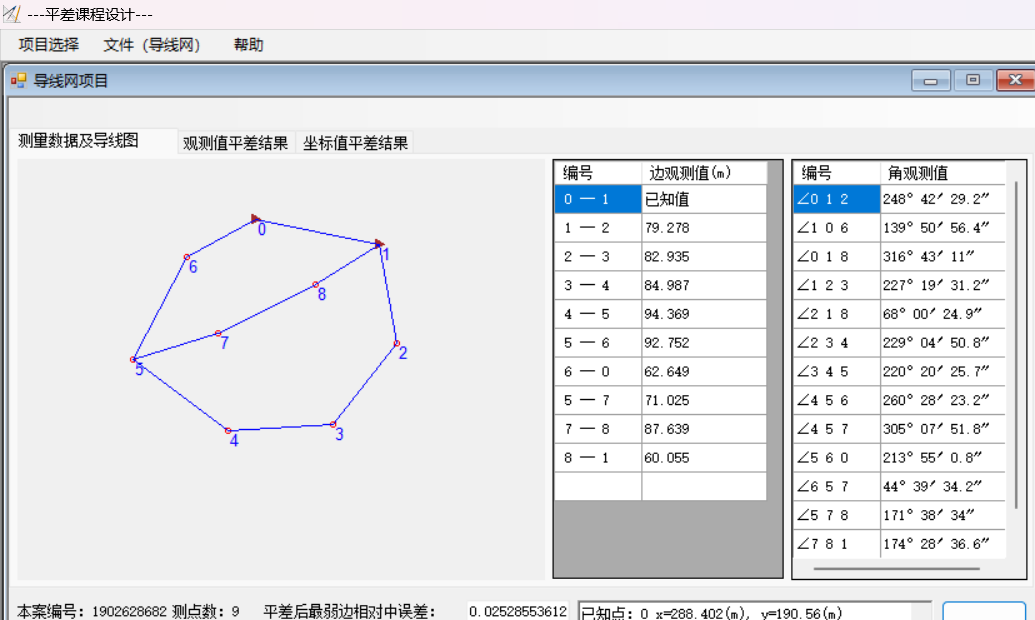 ---平差课程设计---
项目选择 文件（导线网） 帮助
导线网项目
测量数据及导线图 观测值平差结果 坐标值平差结果
0
1
6
8
7
2
5
4
3
编号 边观测值(m)
0 — 1 已知值
1 — 2 79.278
2 — 3 82.935
3 — 4 84.987
4 — 5 94.369
5 — 6 92.752
6 — 0 62.649
5 — 7 71.025
7 — 8 87.639
8 — 1 60.055
编号 角观测值
∠0 1 2 248° 42′ 29.2″
∠1 0 6 139° 50′ 56.4″
∠0 1 8 316° 43′ 11″
∠1 2 3 227° 19′ 31.2″
∠2 1 8 68° 00′ 24.9″
∠2 3 4 229° 04′ 50.8″
∠3 4 5 220° 20′ 25.7″
∠4 5 6 260° 28′ 23.2″
∠4 5 7 305° 07′ 51.8″
∠5 6 0 213° 55′ 0.8″
∠6 5 7 44° 39′ 34.2″
∠5 7 8 171° 38′ 34″
∠7 8 1 174° 28′ 36.6″
本案编号：1902628682 测点数：9 平差后最弱边相对中误差： 0.02528553612 已知点：0 x=288.402(m), y=190.56(m)